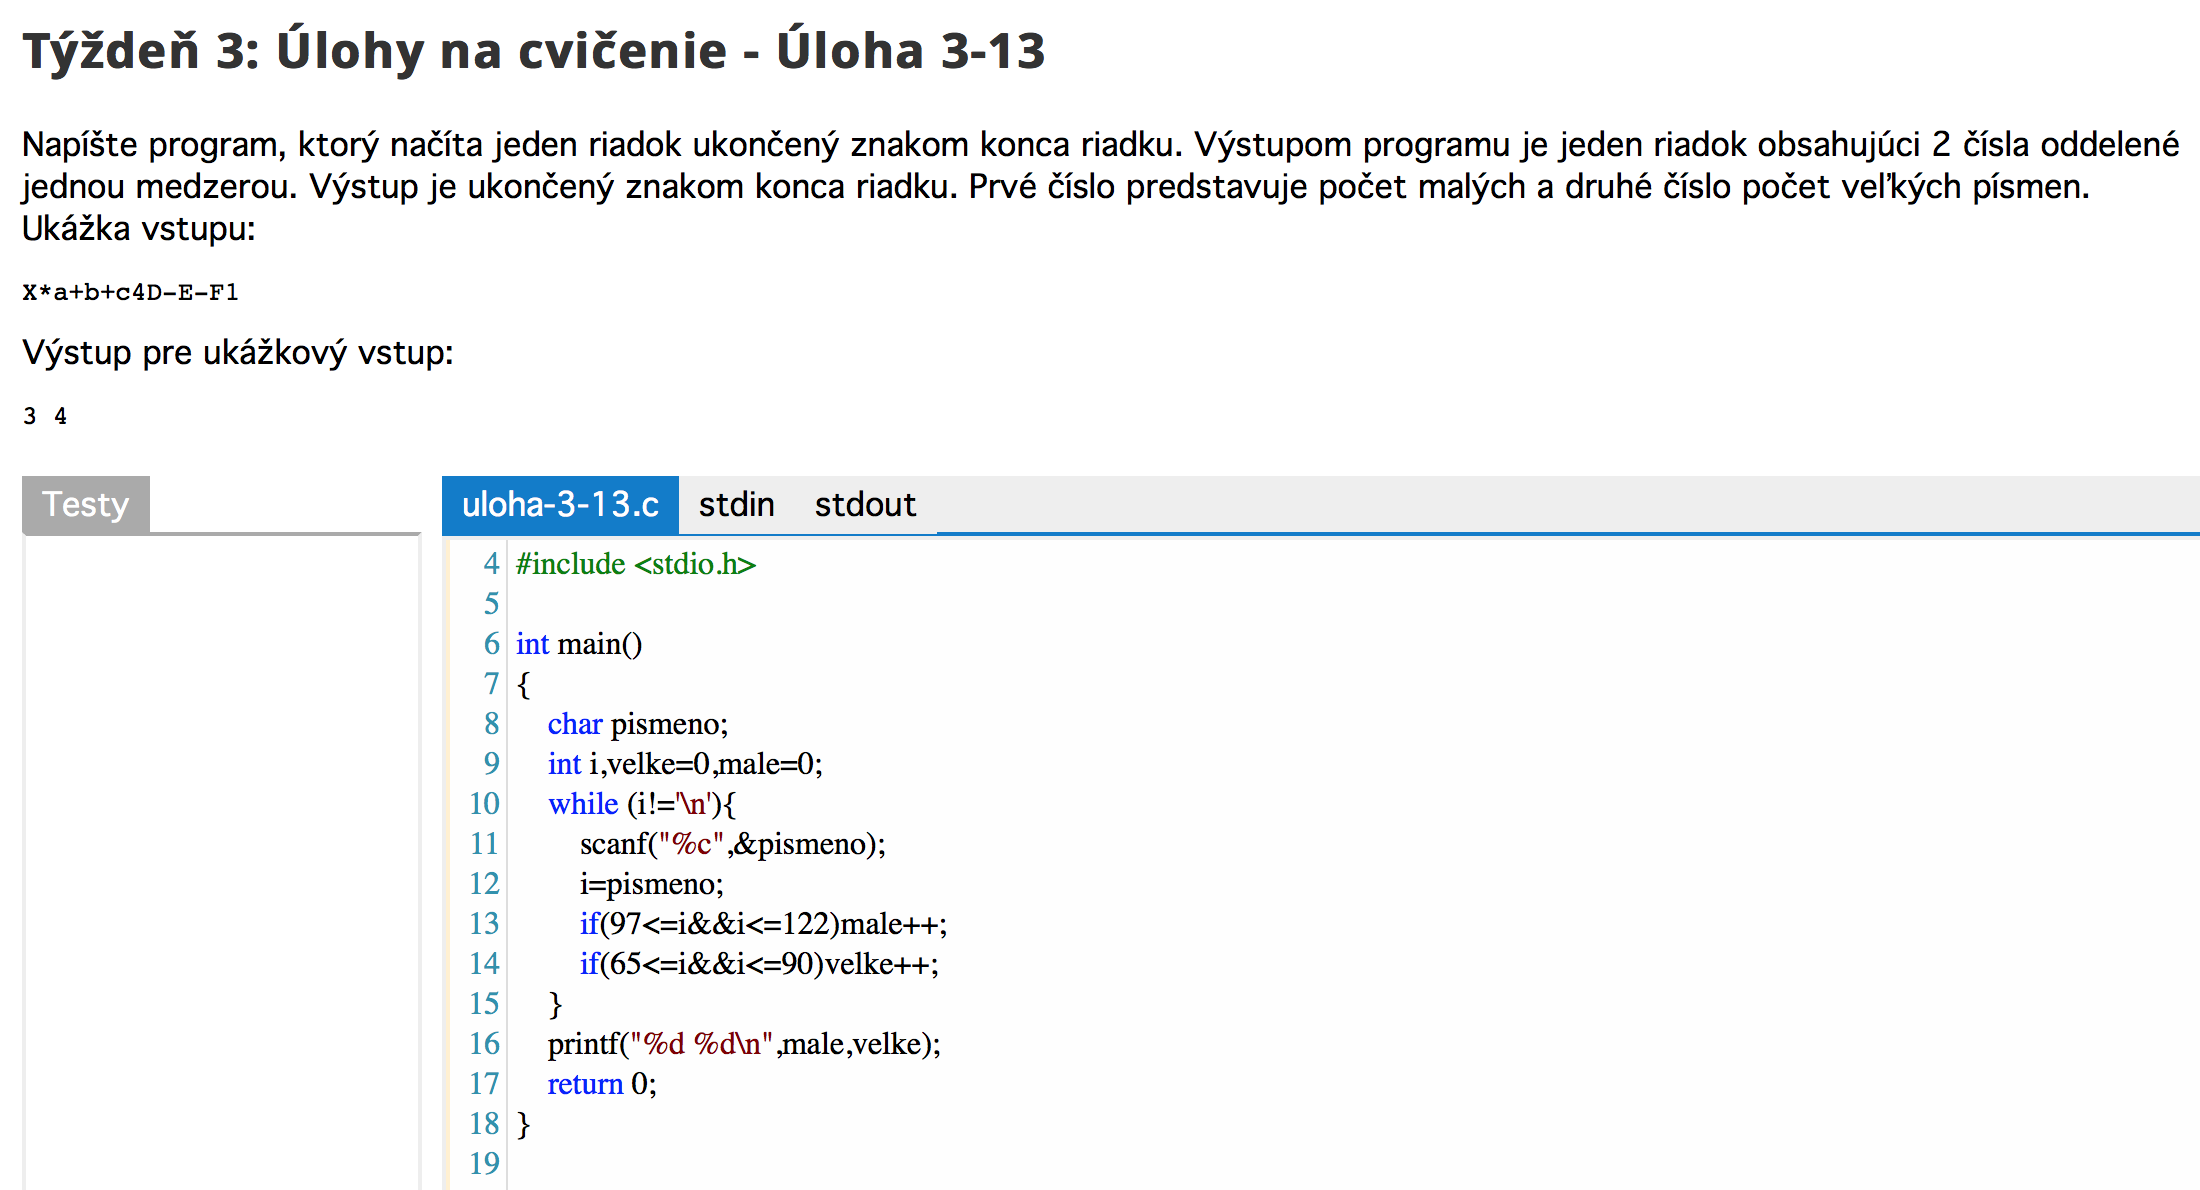 Týždeň 3: Úlohy na cvičenie - Úloha 3-13
Napíšte program, ktorý načíta jeden riadok ukončený znakom konca riadku. Výstupom programu je jeden riadok obsahujúci 2 čísla oddelené
jednou medzerou. Výstup je ukončený znakom konca riadku. Prvé číslo predstavuje počet malých a druhé číslo počet veľkých písmen.
Ukážka vstupu:
X*a+b+c4D-E-F1
Výstup pre ukážkový vstup:
3 4
Testy
uloha-3-13.c stdin stdout
4 #include <stdio.h>
5
6 int main()
7 {
8     char pismeno;
9     int i,velke=0,male=0;
10     while (i!='\n'){
11         scanf("%c",&pismeno);
12         i=pismeno;
13         if(97<=i&&i<=122)male++;
14         if(65<=i&&i<=90)velke++;
15     }
16     printf("%d %d\n",male,velke);
17     return 0;
18 }
19